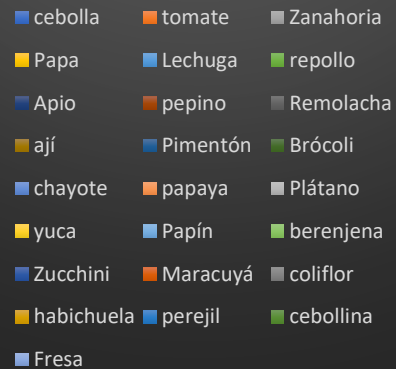 cebolla tomate Zanahoria
Papa Lechuga repollo
Apio pepino Remolacha
ají Pimentón Brócoli
chayote papaya Plátano
yuca Papín berenjena
Zucchini Maracuyá coliflor
habichuela perejil cebollina
Fresa